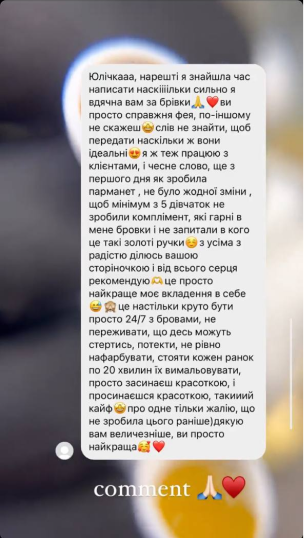 Юлічкааа, нарешті я знайшла час
написати наскіііільки сильно я
вдячна вам за брівки🙏❤️ви
просто справжня фея, по-іншому
не скажеш🤩слів не знайти, щоб
передати наскільки ж вони
ідеальні😍я ж теж працюю з
клієнтами, і чесне слово, ще з
першого дня як зробила
парманет , не було жодної зміни ,
щоб мінімум з 5 дівчаток не
зробили комплімент, які гарні в
мене бровки і не запитали в кого
це такі золоті ручки😚з усіма з
радістю ділюсь вашою
сторіночкою і від всього серця
рекомендую🫶це просто
найкраще моє вкладення в себе
😅🙈це настільки круто бути
просто 24/7 з бровами, не
переживати, що десь можуть
стертись, потекти, не рівно
нафарбувати, стояти кожен ранок
по 20 хвилин їх вимальовувати,
просто засинаєш красоткою, і
просинаєшся красоткою, такииий
кайф🤩про одне тільки жалію, що
не зробила цього раніше)дякую
вам величезніше, ви просто
найкраща🥰❤️
comment 🙏❤️